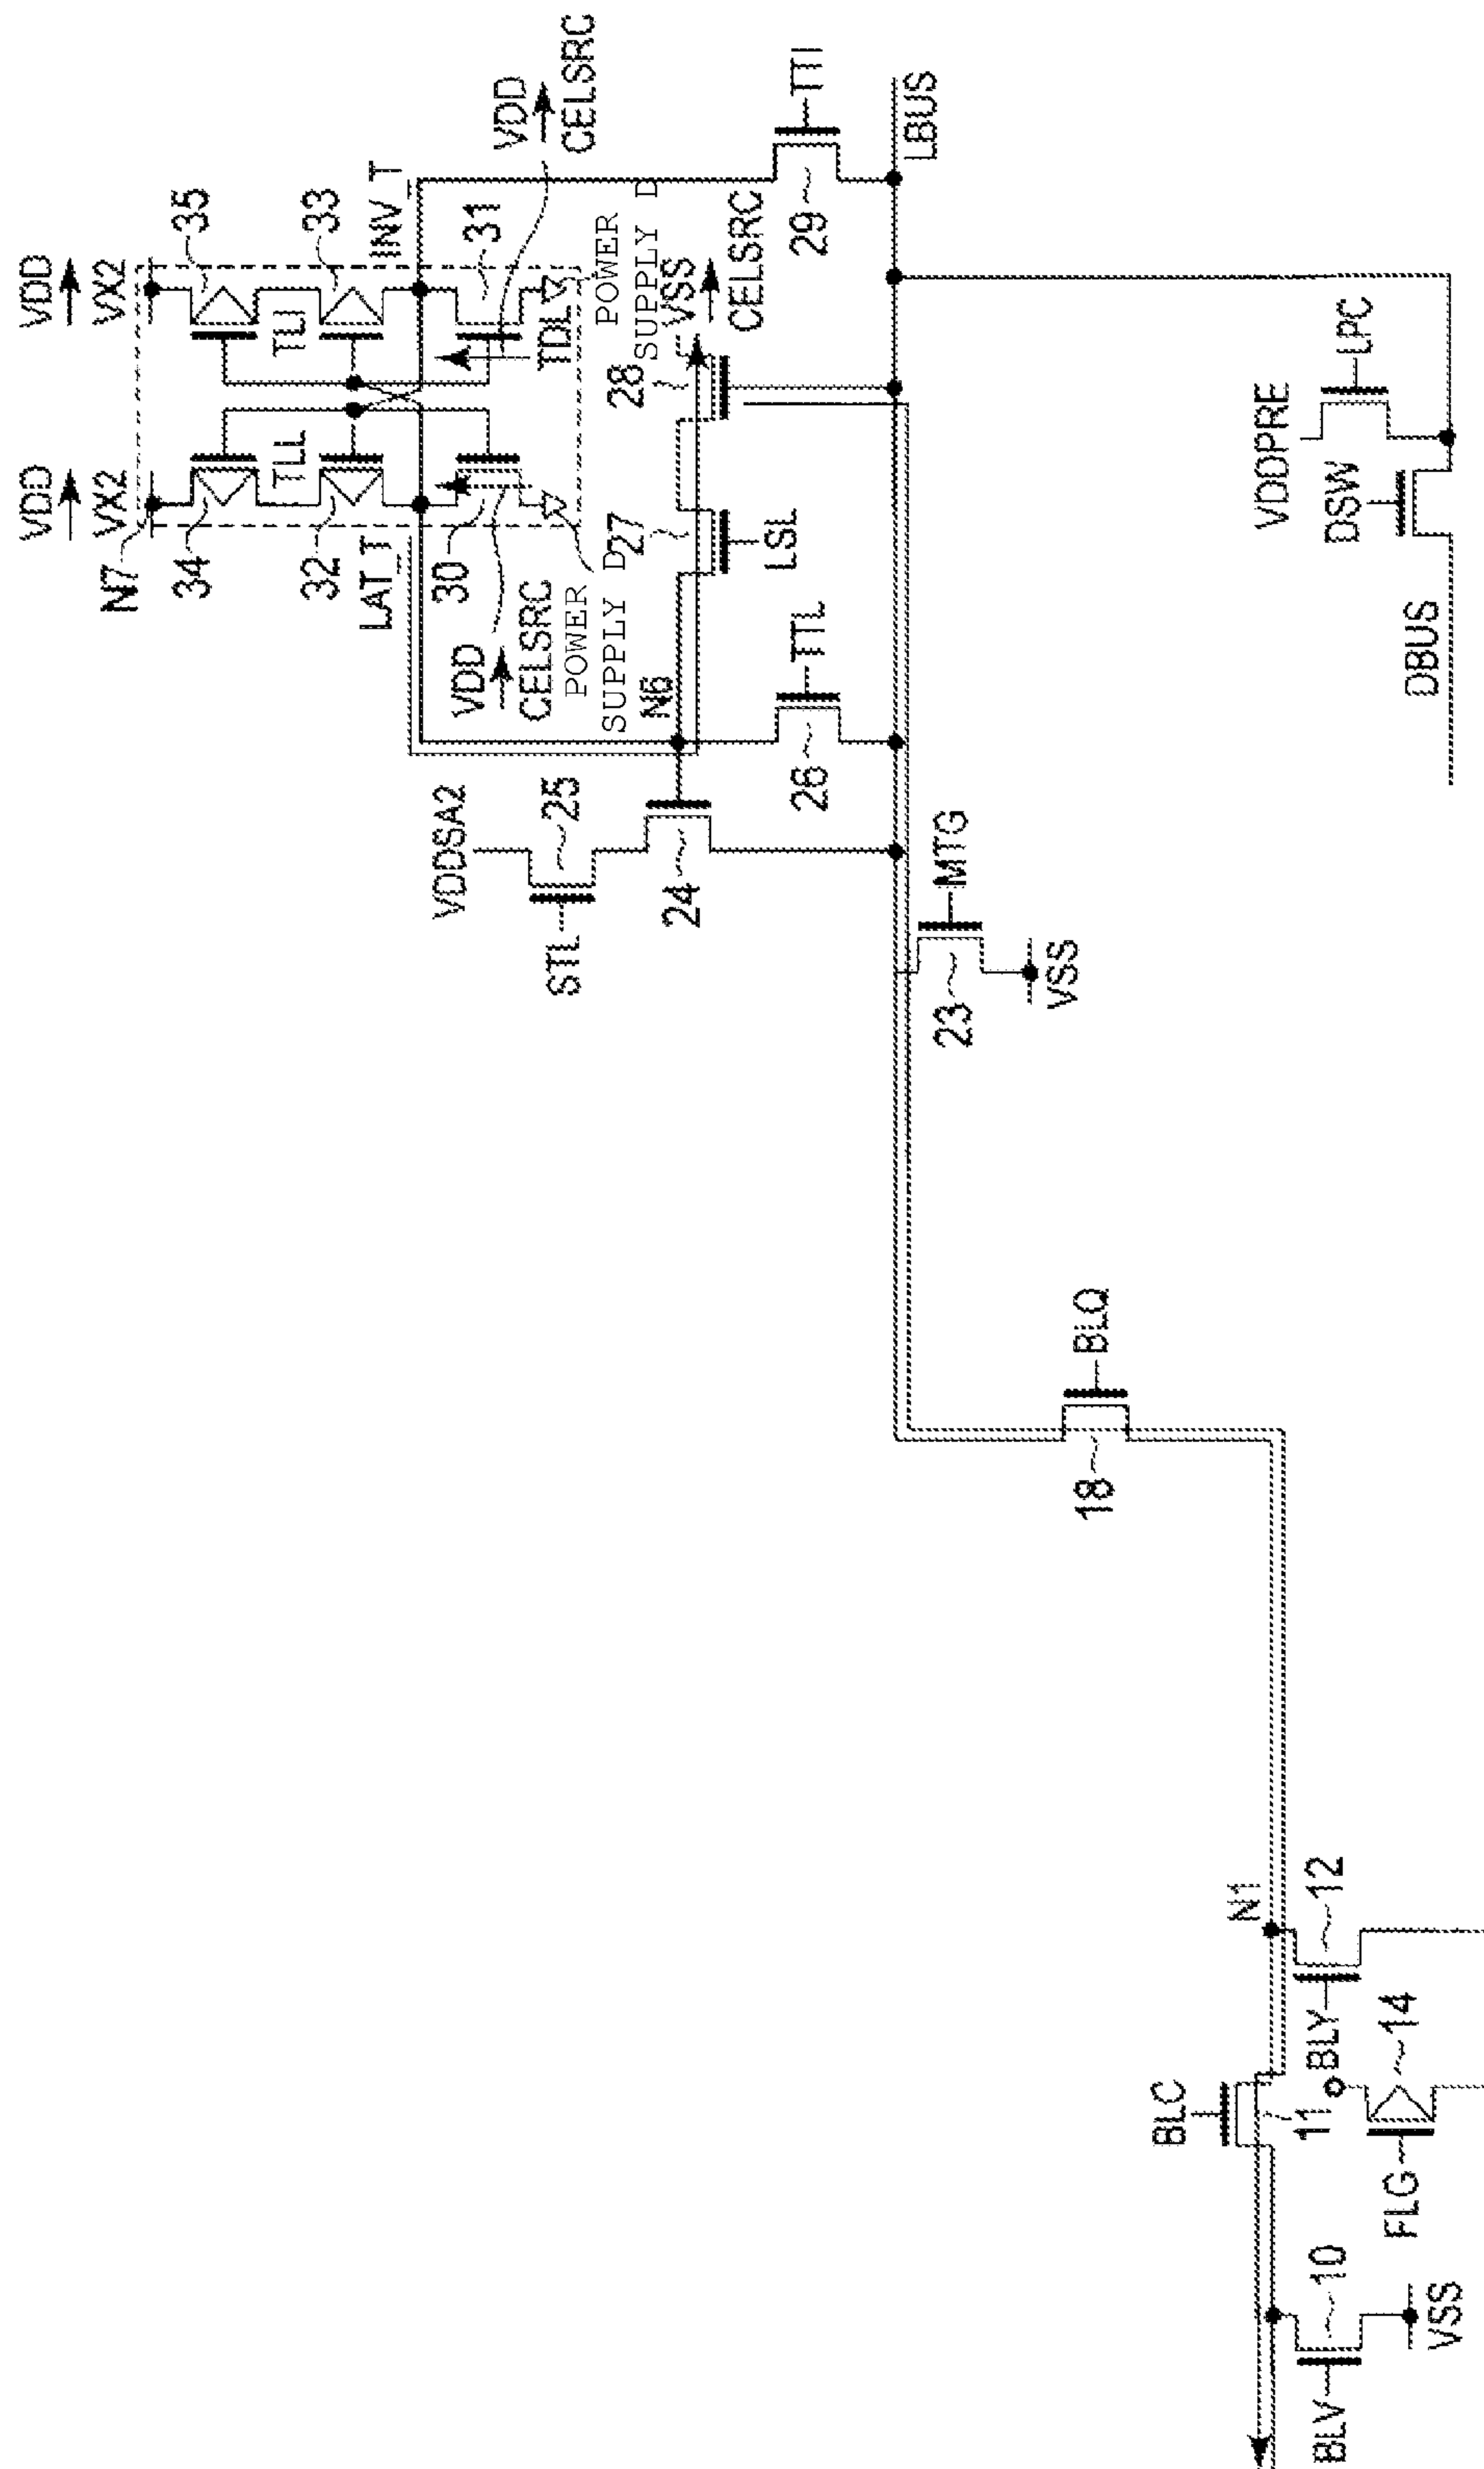 VDD
VX2
N7
34
TLL
32
LAT_T
30
VDD
CELSRC
POWER
SUPPLY D
VDD
VX2
35
TLI
33
INV_T
31
TDL
VDD
CELSRC
POWER
SUPPLY D
VSS
CELSRC
28
27
LSL
N6
TTL
26
TTI
29
LBUS
VDDSA2
25
STL
24
MTG
23
VSS
VDDPRE
LPC
DSW
DBUS
BLQ
18
N1
12
BLY
BLC
11
14
FLG
10
BLV
VSS